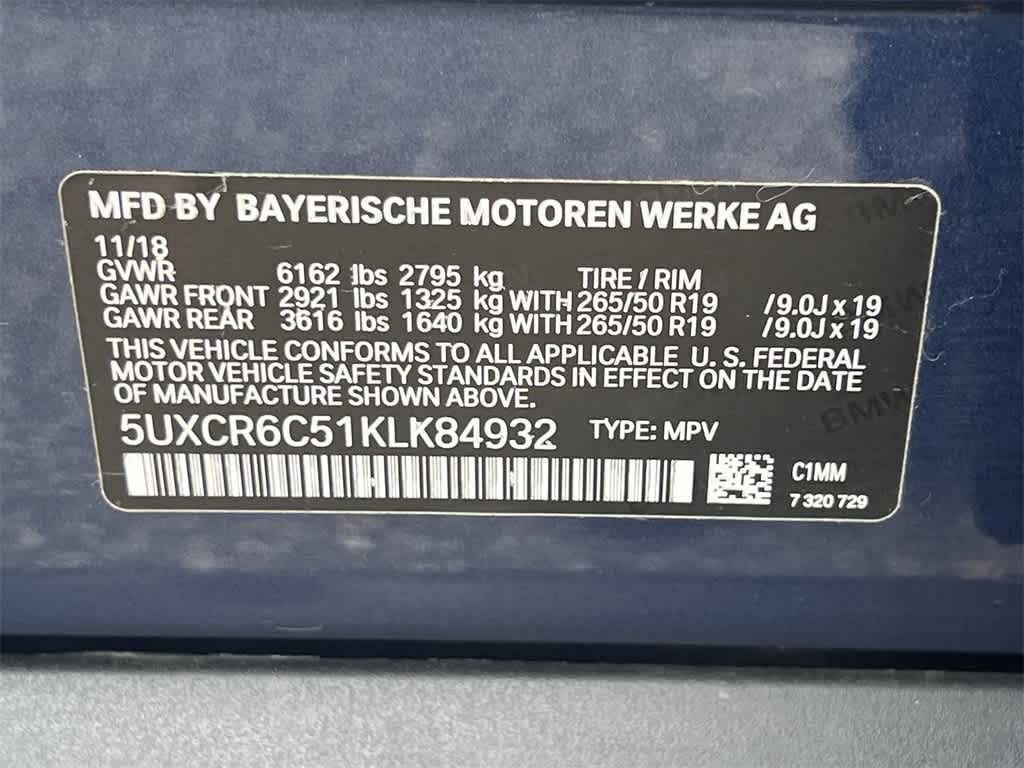 MFD BY BAYERISCHE MOTOREN WERKE AG
11/18
GVWR 6162 lbs 2795 kg TIRE / RIM
GAWR FRONT 2921 lbs 1325 kg WITH 265/50 R19 /9.0J x 19
GAWR REAR 3616 lbs 1640 kg WITH 265/50 R19 /9.0J x 19
THIS VEHICLE CONFORMS TO ALL APPLICABLE U. S. FEDERAL
MOTOR VEHICLE SAFETY STANDARDS IN EFFECT ON THE DATE
OF MANUFACTURE SHOWN ABOVE.
5UXCR6C51KLK84932 TYPE: MPV
C1MM
7 320 729
BMW